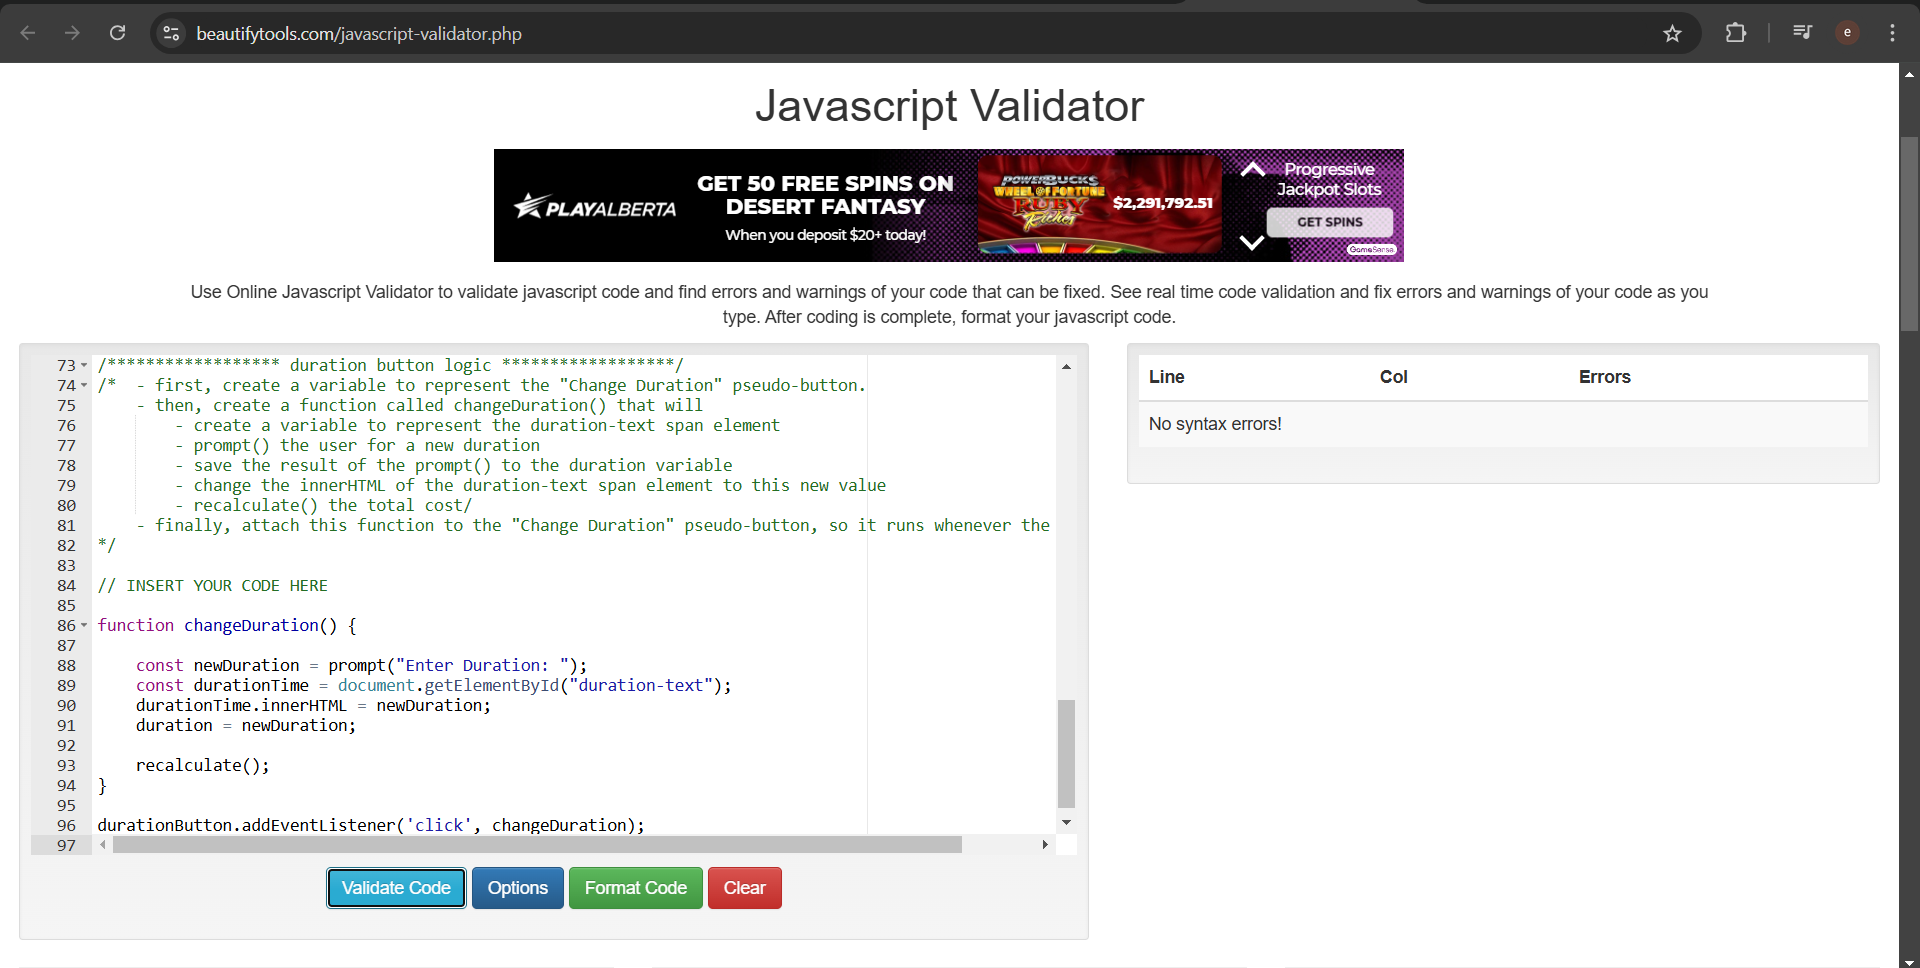 beautifytools.com/javascript-validator.php
e
Javascript Validator
PLAYALBERTA
GET 50 FREE SPINS ON
DESERT FANTASY
When you deposit $20+ today!
POWERBUCKS
WHEEL OF FORTUNE
RUBY
Riches
$2,291,792.51
Progressive
Jackpot Slots
GET SPINS
GameSense
Use Online Javascript Validator to validate javascript code and find errors and warnings of your code that can be fixed. See real time code validation and fix errors and warnings of your code as you
type. After coding is complete, format your javascript code.
73 /****************** duration button logic ******************/
74 /*  - first, create a variable to represent the "Change Duration" pseudo-button.
75     - then, create a function called changeDuration() that will
76         - create a variable to represent the duration-text span element
77         - prompt() the user for a new duration
78         - save the result of the prompt() to the duration variable
79         - change the innerHTML of the duration-text span element to this new value
80         - recalculate() the total cost/
81     - finally, attach this function to the "Change Duration" pseudo-button, so it runs whenever the
82 */
83
84 // INSERT YOUR CODE HERE
85
86 function changeDuration() {
87
88     const newDuration = prompt("Enter Duration: ");
89     const durationTime = document.getElementById("duration-text");
90     durationTime.innerHTML = newDuration;
91     duration = newDuration;
92
93     recalculate();
94 }
95
96 durationButton.addEventListener('click', changeDuration);
97
Validate Code Options Format Code Clear
Line Col Errors
No syntax errors!